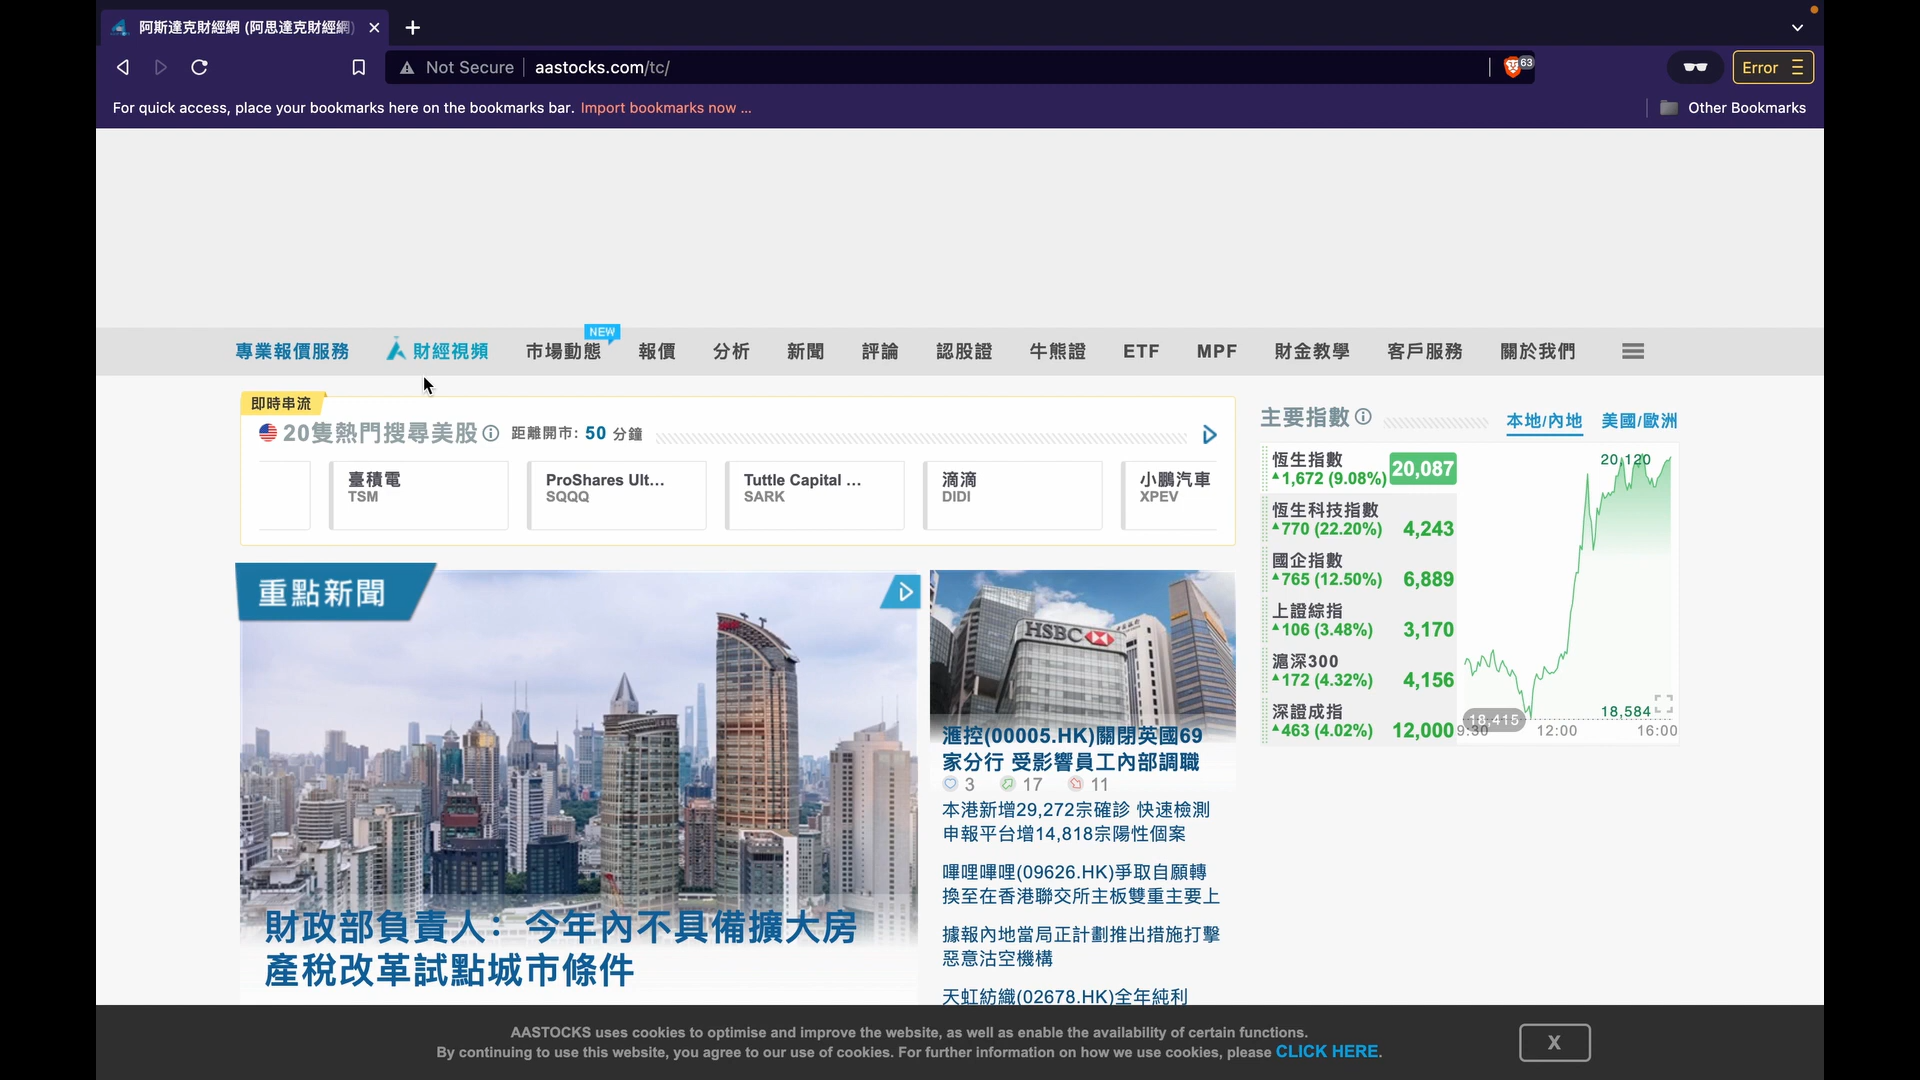 阿斯達克財經網 (阿思達克財經網)
Not Secure
aastocks.com/tc/
63
Error
For quick access, place your bookmarks here on the bookmarks bar. Import bookmarks now ...
Other Bookmarks
專業報價服務
財經視頻
市場動態
NEW
報價
分析
新聞
評論
認股證
牛熊證
ETF
MPF
財金教學
客戶服務
關於我們
即時串流
20隻熱門搜尋美股
距離開市: 50 分鐘
臺積電
TSM
ProShares Ult...
SQQQ
Tuttle Capital ...
SARK
滴滴
DIDI
小鵬汽車
XPEV
重點新聞
財政部負責人：今年內不具備擴大房
產稅改革試點城市條件
HSBC
滙控(00005.HK)關閉英國69
家分行 受影響員工內部調職
3 17 11
本港新增29,272宗確診 快速檢測
申報平台增14,818宗陽性個案
嗶哩嗶哩(09626.HK)爭取自願轉
換至在香港聯交所主板雙重主要上
據報內地當局正計劃推出措施打擊
惡意沽空機構
天虹紡織(02678.HK)全年純利
主要指數
本地/內地
美國/歐洲
恆生指數
1,672 (9.08%) 20,087
恆生科技指數
770 (22.20%) 4,243
國企指數
765 (12.50%) 6,889
上證綜指
106 (3.48%) 3,170
滬深300
172 (4.32%) 4,156
深證成指
463 (4.02%) 12,000
20,120
18,584
18,415
9:30 12:00 16:00
AASTOCKS uses cookies to optimise and improve the website, as well as enable the availability of certain functions.
By continuing to use this website, you agree to our use of cookies. For further information on how we use cookies, please CLICK HERE.
X